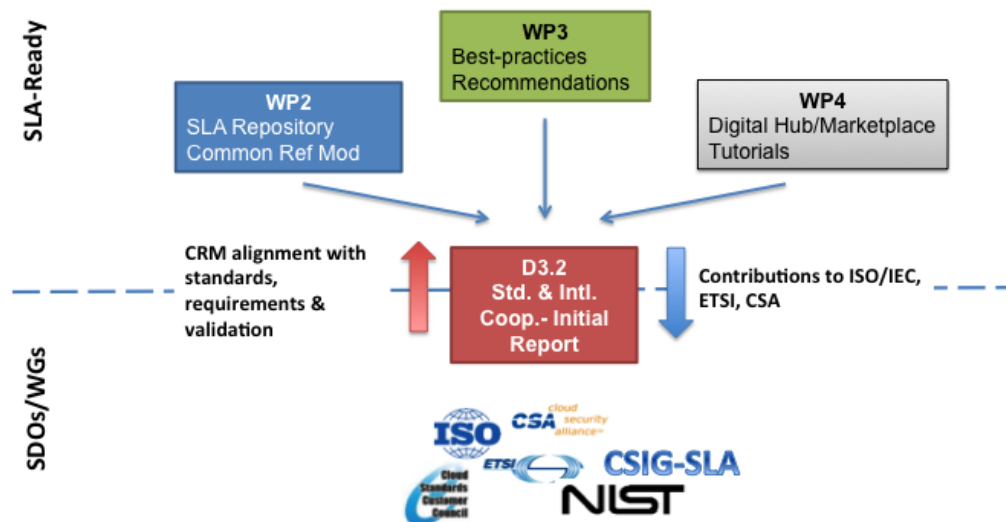 SLA-Ready
WP3
Best-practices
Recommendations
WP2
SLA Repository
Common Ref Mod
WP4
Digital Hub/Marketplace
Tutorials
CRM alignment with
standards,
requirements &
validation
D3.2
Std. & Intl.
Coop.- Initial
Report
Contributions to ISO/IEC,
ETSI, CSA
SDOs/WGs
ISO
CSA cloud
security
alliance
ETSI
CSIG-SLA
Cloud
Standards
Customer
Council
NIST